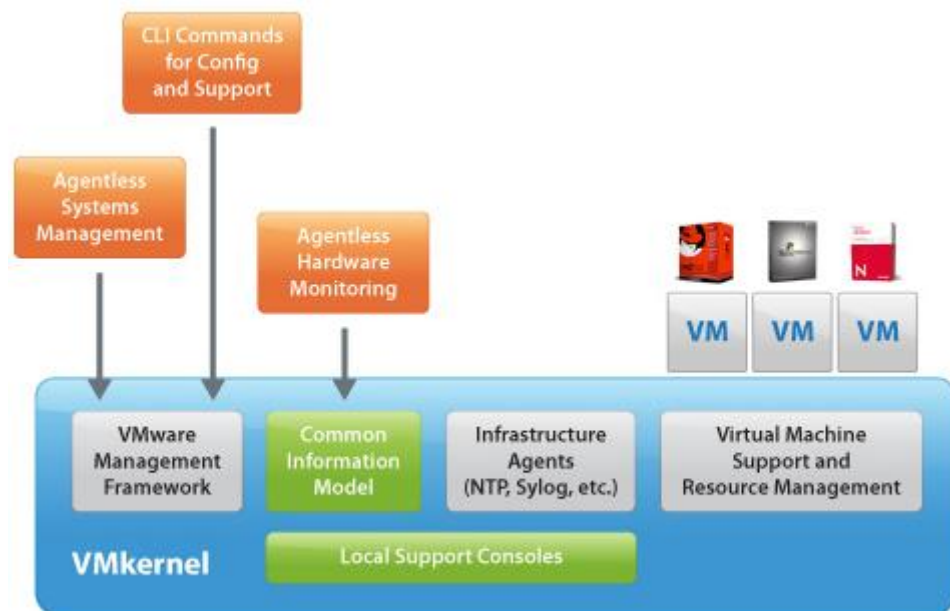 CLI Commands
for Config
and Support
Agentless
Systems
Management
Agentless
Hardware
Monitoring
N
VM
VM
VM
VMware
Management
Framework
Common
Information
Model
Infrastructure
Agents
(NTP, Sylog, etc.)
Virtual Machine
Support and
Resource Management
VMkernel
Local Support Consoles